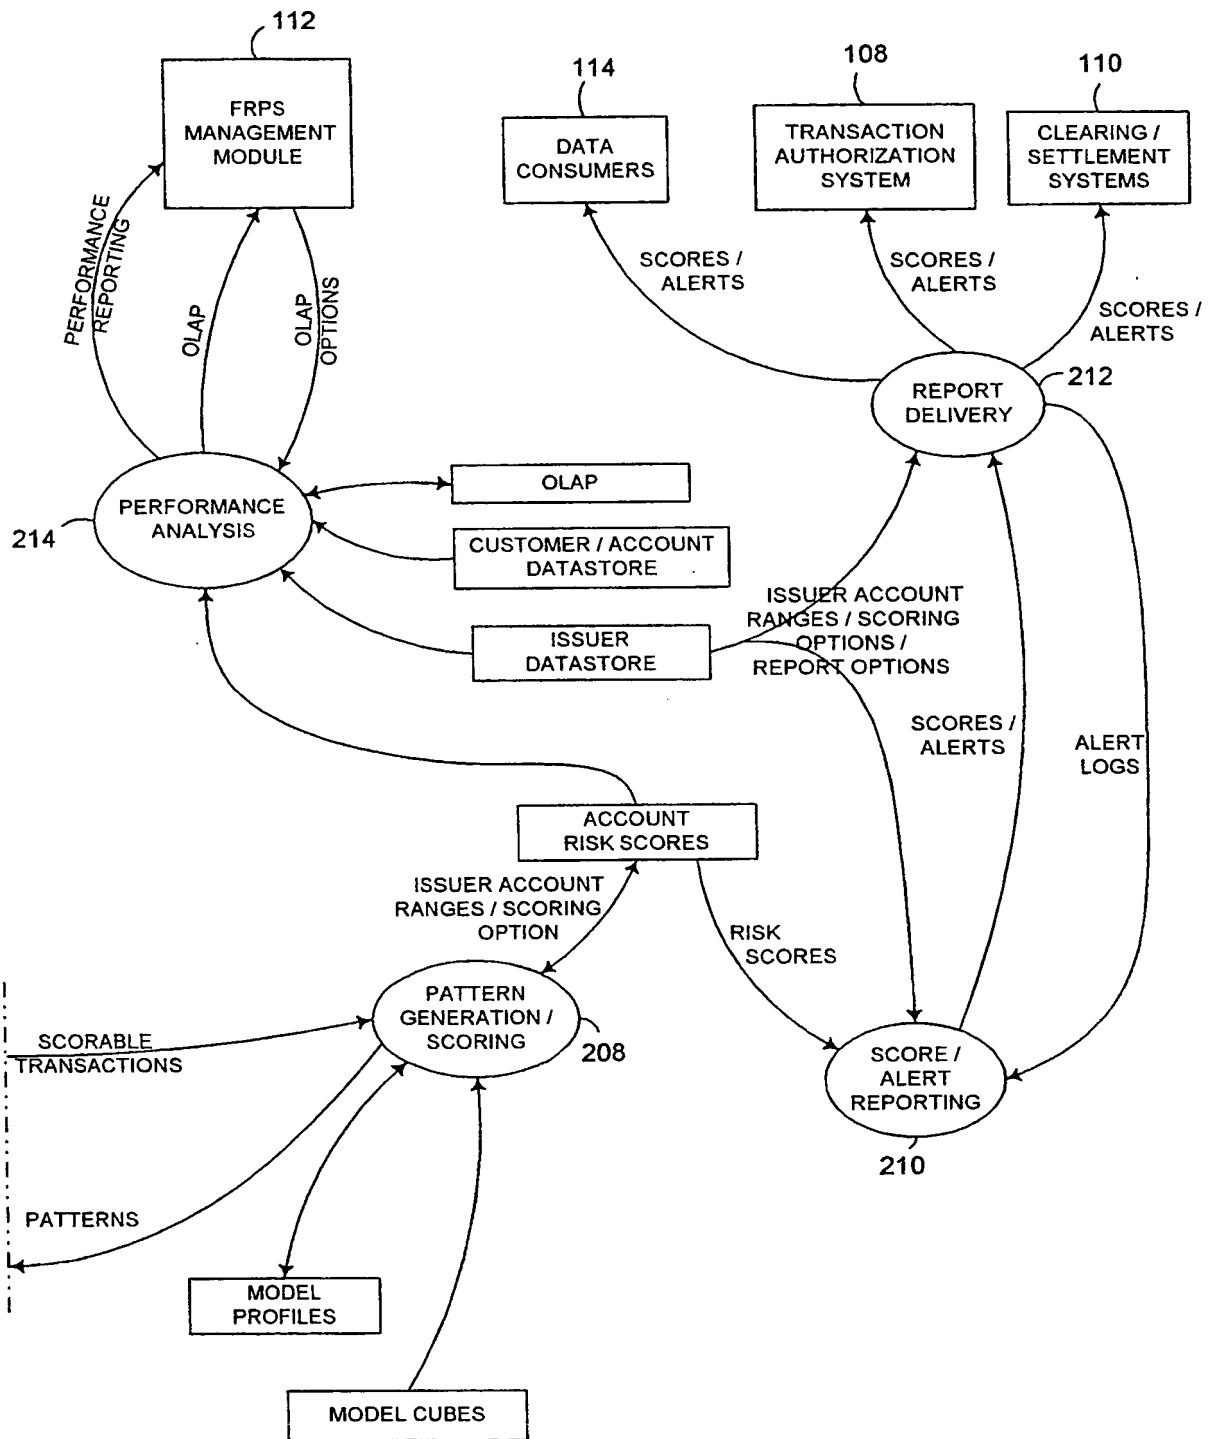 112
FRPS
MANAGEMENT
MODULE
114
DATA
CONSUMERS
108
TRANSACTION
AUTHORIZATION
SYSTEM
110
CLEARING /
SETTLEMENT
SYSTEMS
PERFORMANCE
REPORTING
OLAP
OLAP
OPTIONS
SCORES /
ALERTS
SCORES /
ALERTS
SCORES /
ALERTS
REPORT
DELIVERY
212
PERFORMANCE
ANALYSIS
214
OLAP
CUSTOMER / ACCOUNT
DATASTORE
ISSUER
DATASTORE
ISSUER ACCOUNT
RANGES / SCORING
OPTIONS /
REPORT OPTIONS
SCORES /
ALERTS
ALERT
LOGS
ACCOUNT
RISK SCORES
ISSUER ACCOUNT
RANGES / SCORING
OPTION
RISK
SCORES
PATTERN
GENERATION /
SCORING
208
SCORABLE
TRANSACTIONS
SCORE /
ALERT
REPORTING
210
PATTERNS
MODEL
PROFILES
MODEL CUBES